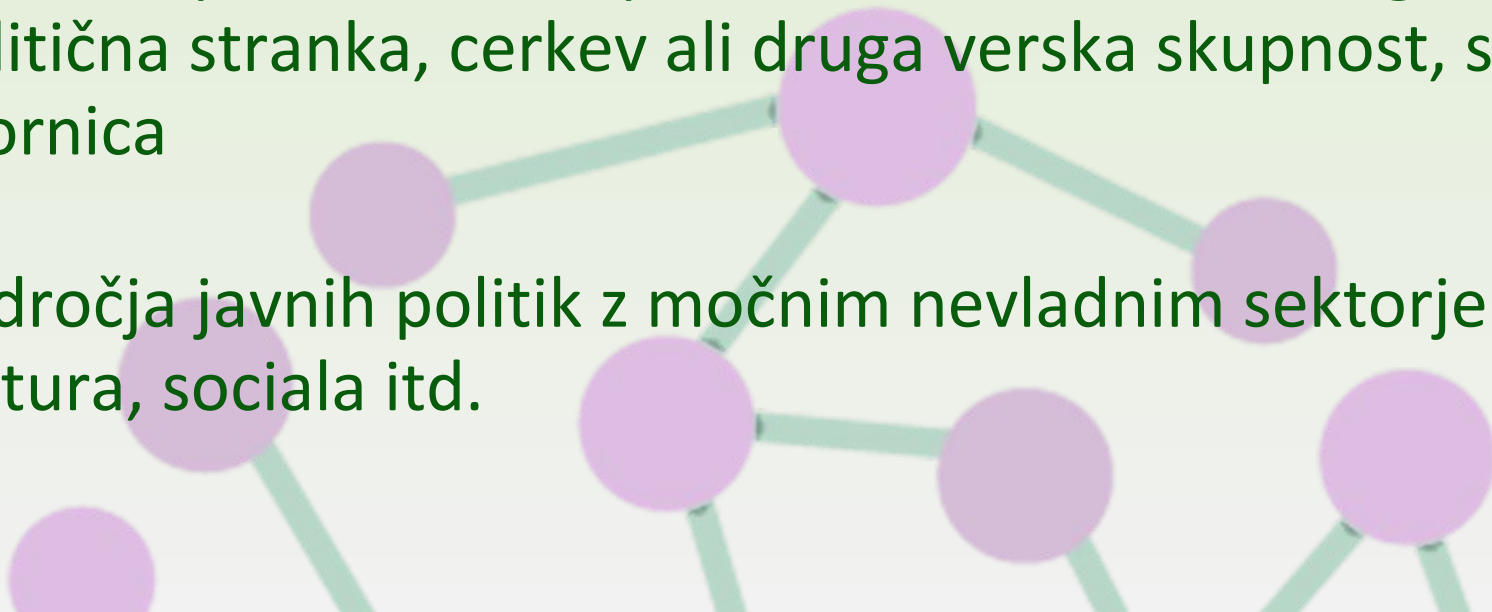 litična stranka, cerkev ali druga verska skupnost, s
ornica
dročja javnih politik z močnim nevladnim sektorje
tura, sociala itd.